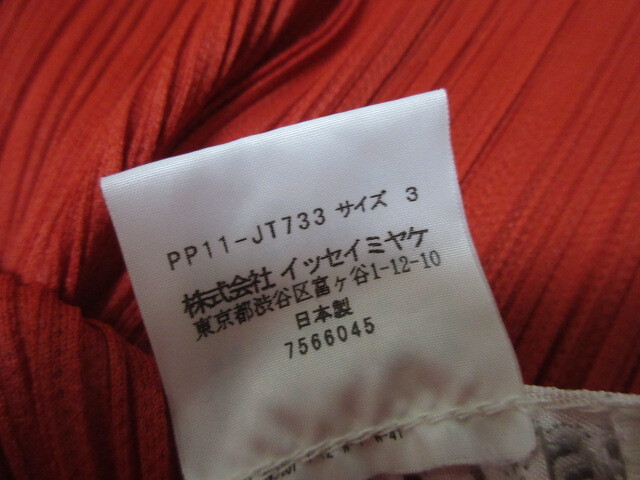 PP11-JT733 サイズ 3
株式会社 イッセイミヤケ
東京都渋谷区富ヶ谷1-12-10
日本製
7566045